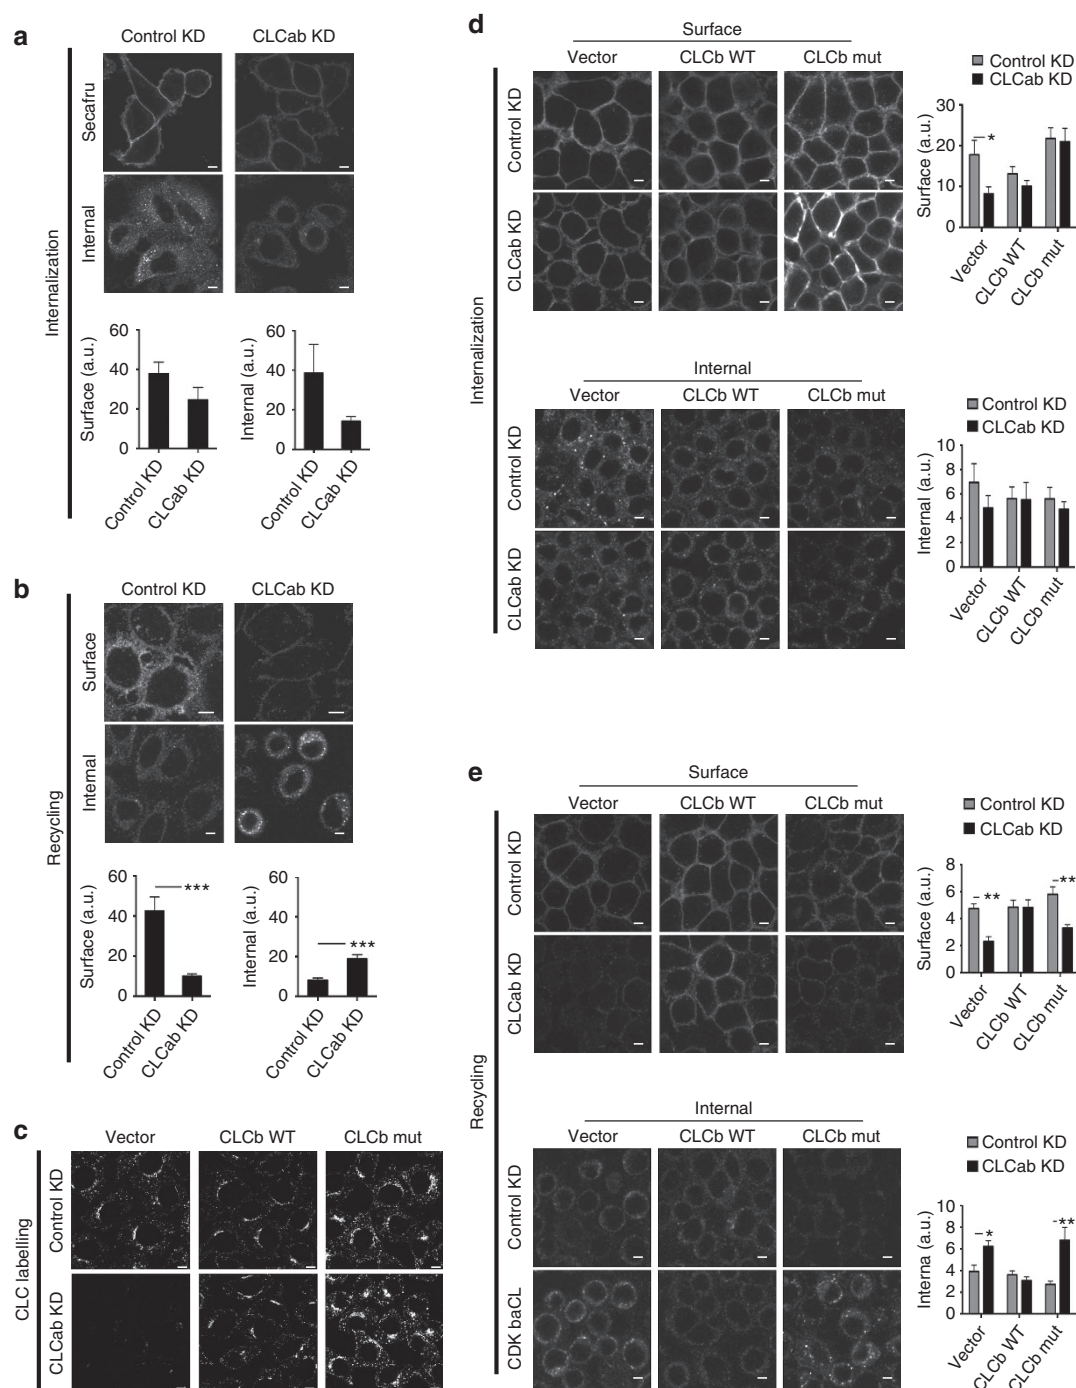 a
Control KD
CLCab KD
Secafru
Internal
Internalization
Surface (a.u.)
60
40
20
0
Control KD
CLCab KD
Internal (a.u.)
60
40
20
0
Control KD
CLCab KD
b
Control KD
CLCab KD
Surface
Internal
Recycling
Surface (a.u.)
60
40
20
0
***
Control KD
CLCab KD
Internal (a.u.)
60
40
20
0
***
Control KD
CLCab KD
c
Vector
CLCb WT
CLCb mut
Control KD
CLCab KD
CLC labelling
d
Surface
Vector
CLCb WT
CLCb mut
Control KD
CLCab KD
Internalization
Control KD
CLCab KD
Surface (a.u.)
30
20
10
0
*
Vector
CLCb WT
CLCb mut
Internal
Vector
CLCb WT
CLCb mut
Control KD
CLCab KD
Control KD
CLCab KD
Internal (a.u.)
10
8
6
4
2
0
Vector
CLCb WT
CLCb mut
e
Surface
Vector
CLCb WT
CLCb mut
Control KD
CLCab KD
Recycling
Control KD
CLCab KD
Surface (a.u.)
8
6
4
2
0
**
**
Vector
CLCb WT
CLCb mut
Internal
Vector
CLCb WT
CLCb mut
Control KD
CDK baCL
Control KD
CLCab KD
Interna (a.u.)
10
8
6
4
2
0
*
**
Vector
CLCb WT
CLCb mut